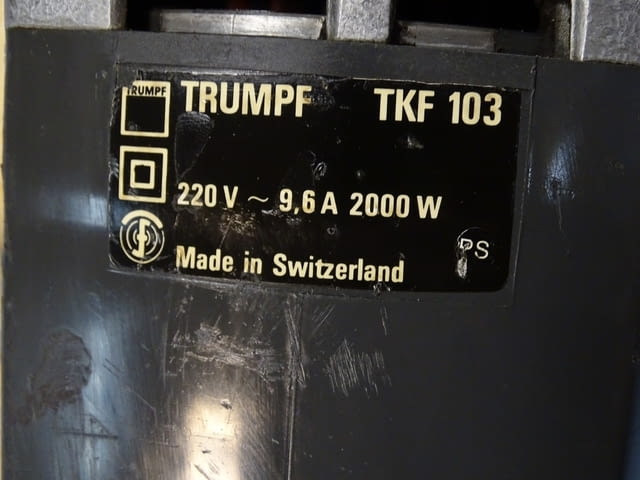 TRUMPF
TRUMPF TKF 103
220 V ~ 9,6 A 2000 W
Made in Switzerland
PS